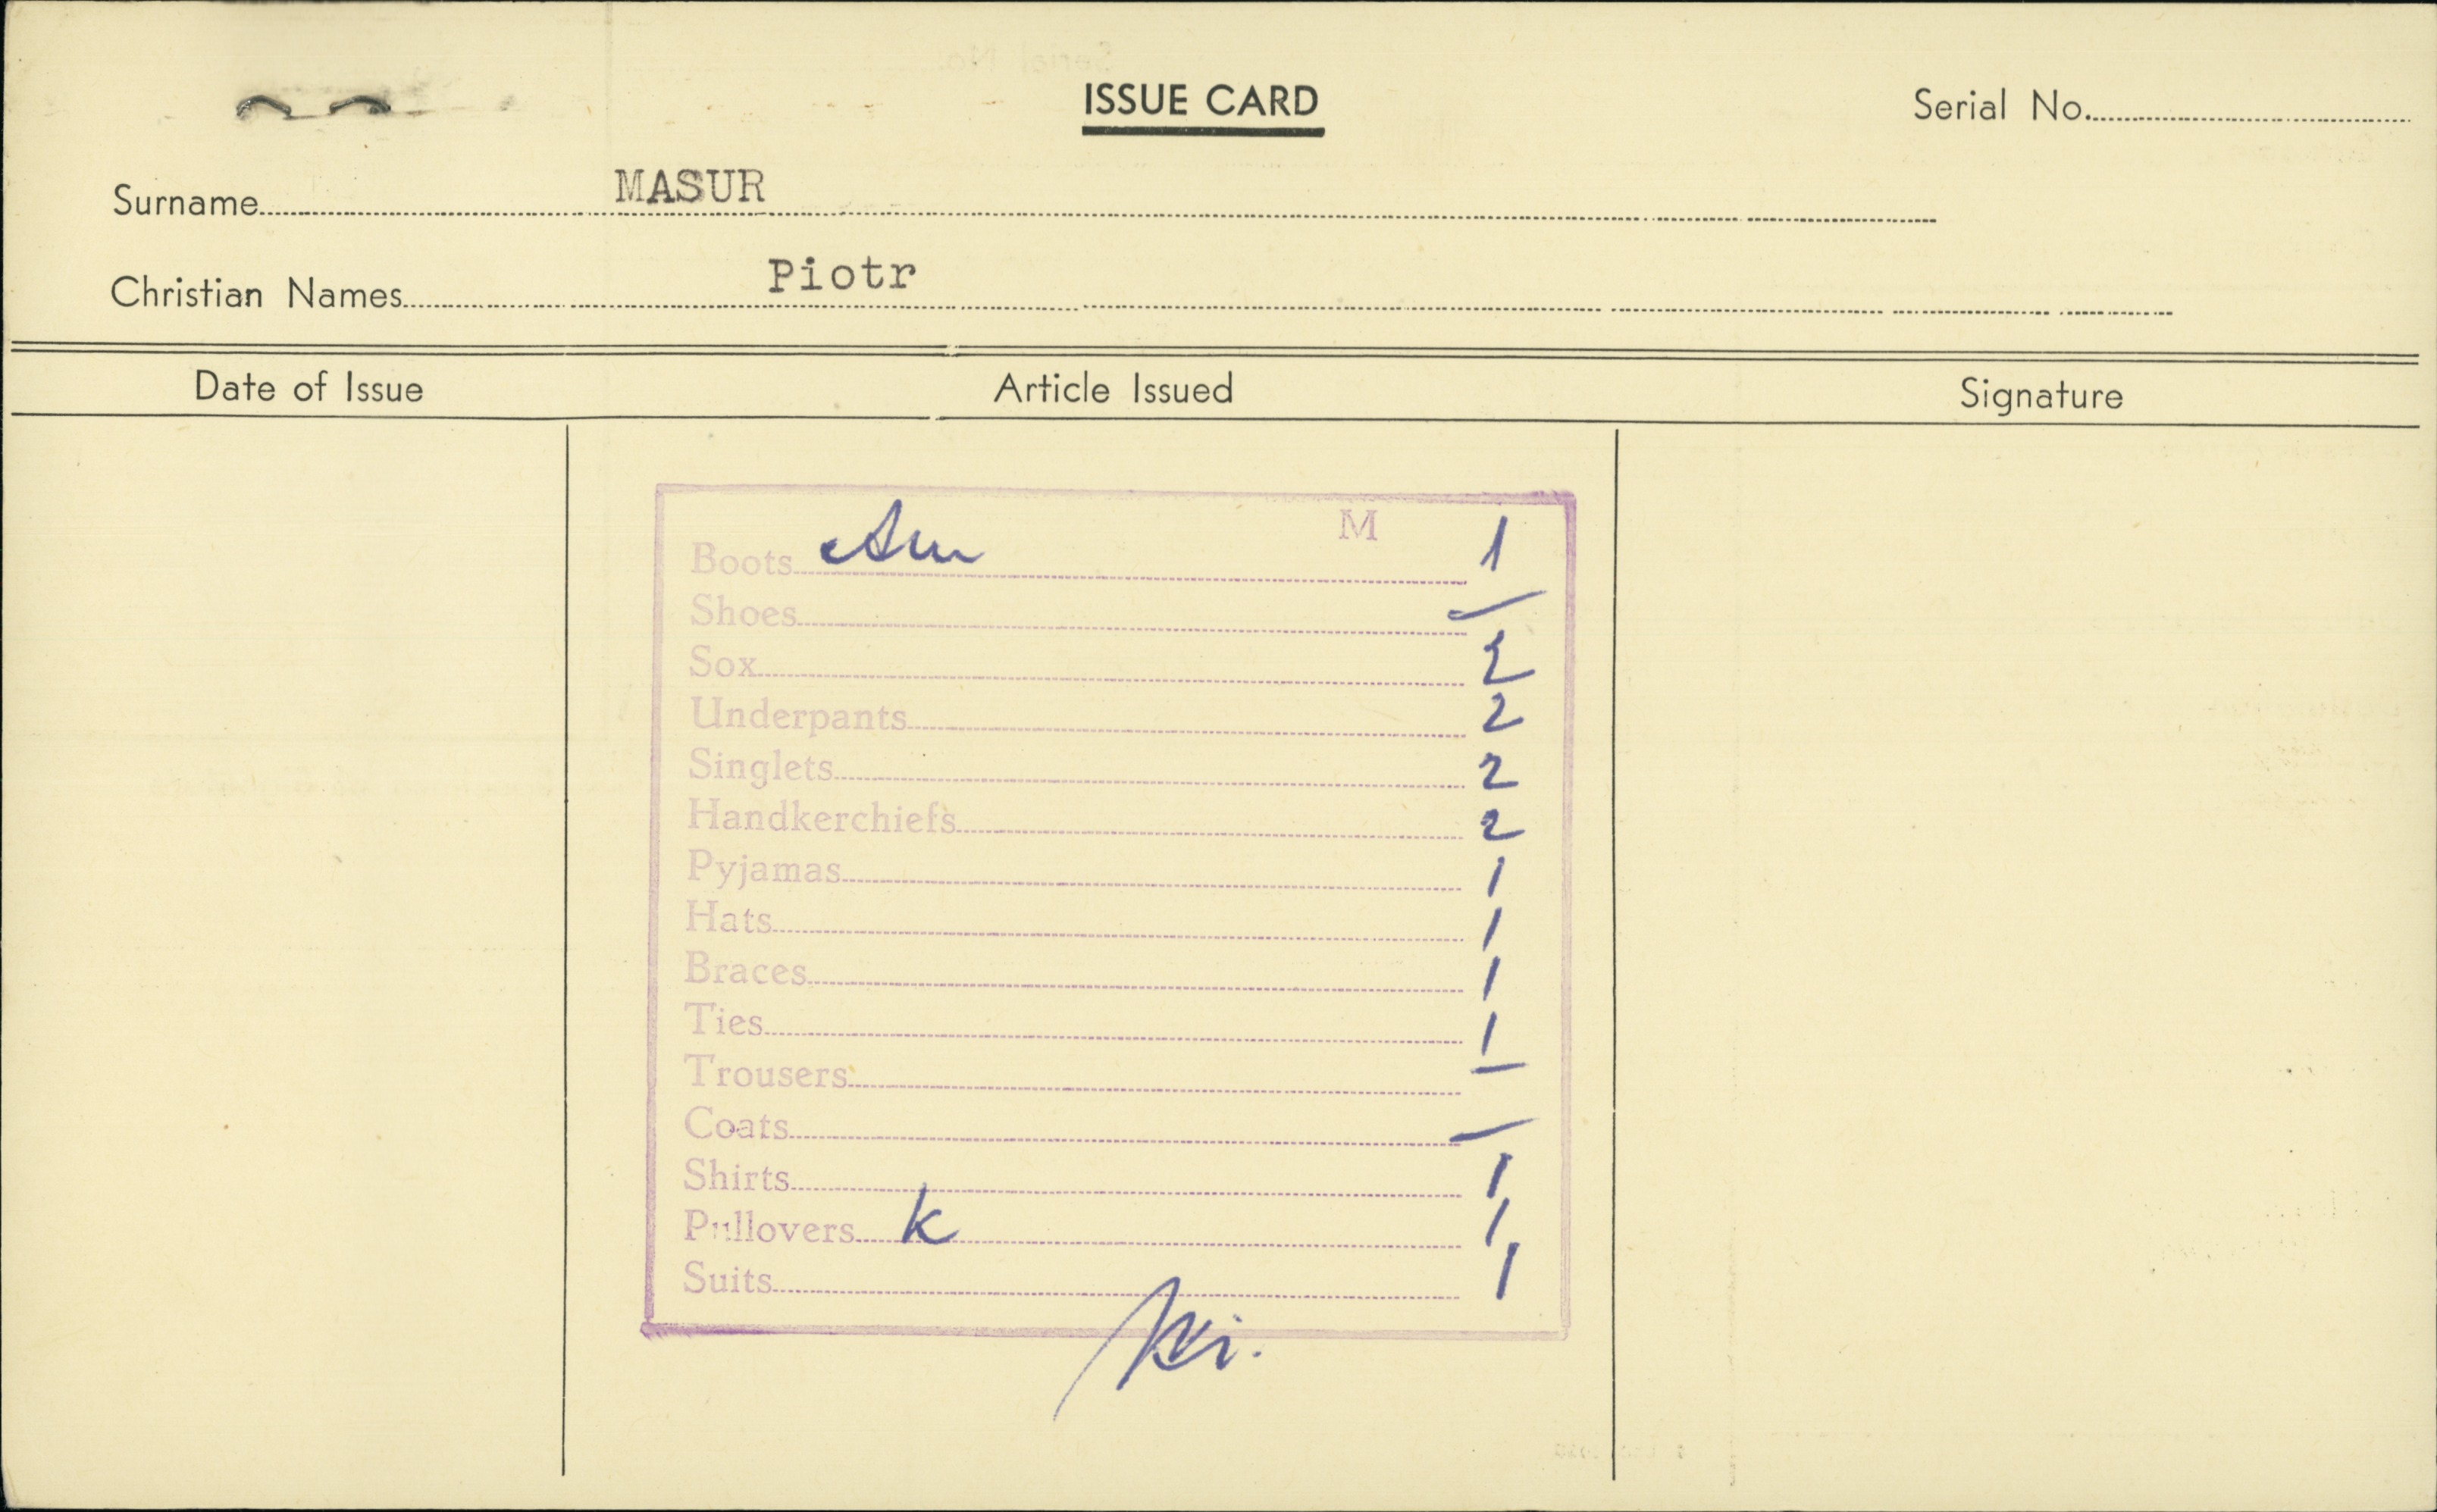 ISSUE CARD
Serial No.
Surname MASUR
Christian Names Piotr
Date of Issue Article Issued Signature
M
Boots Am 1
Shoes —
Sox 2
Underpants 2
Singlets 2
Handkerchiefs 2
Pyjamas 1
Hats 1
Braces 1
Ties 1
Trousers —
Coats —
Shirts 1
Pullovers K 1
Suits 1